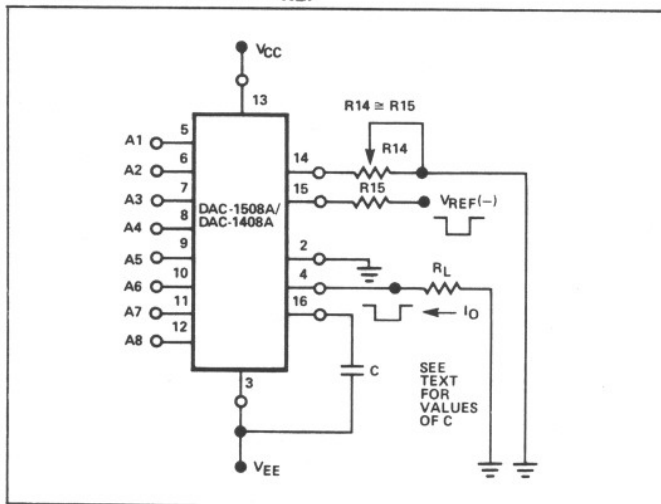 VCC
13
R14 ≅ R15
A1
5
14
R14
A2
6
15
R15
VREF(-)
A3
7
DAC-1508A/
DAC-1408A
A4
8
2
A5
9
4
RL
A6
10
16
IO
A7
11
A8
12
C
SEE
TEXT
FOR
VALUES
OF C
3
VEE